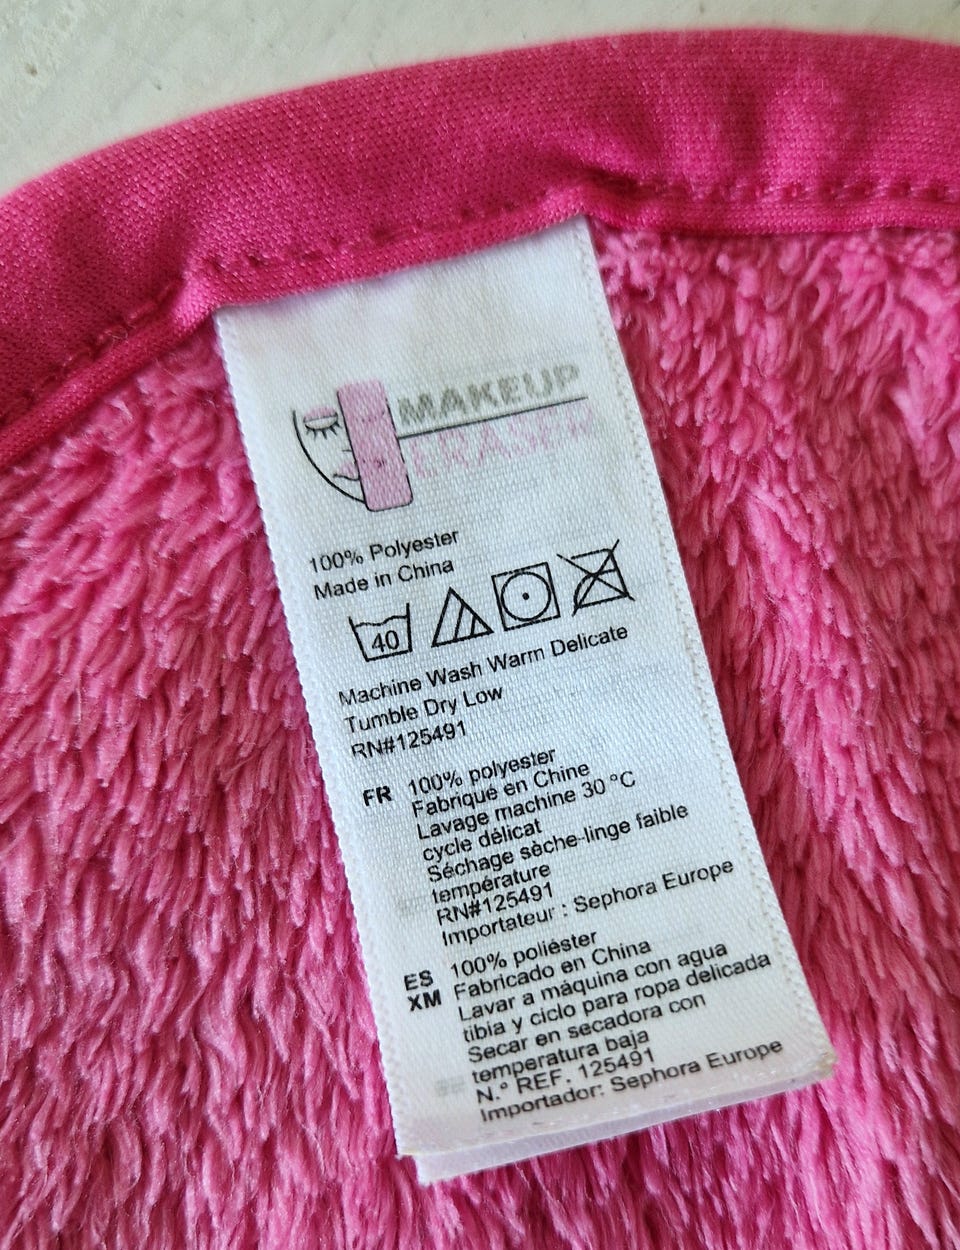 MAKEUP
ERASER
100% Polyester
Made in China
40
Machine Wash Warm Delicate
Tumble Dry Low
RN#125491
FR 100% polyester
Fabriqué en Chine
Lavage machine 30 °C
cycle délicat
Séchage sèche-linge faible
température
RN#125491
Importateur : Sephora Europe
ES XM 100% poliéster
Fabricado en China
Lavar a máquina con agua
tibia y ciclo para ropa delicada
Secar en secadora con
temperatura baja
N.° REF. 125491
Importador: Sephora Europe